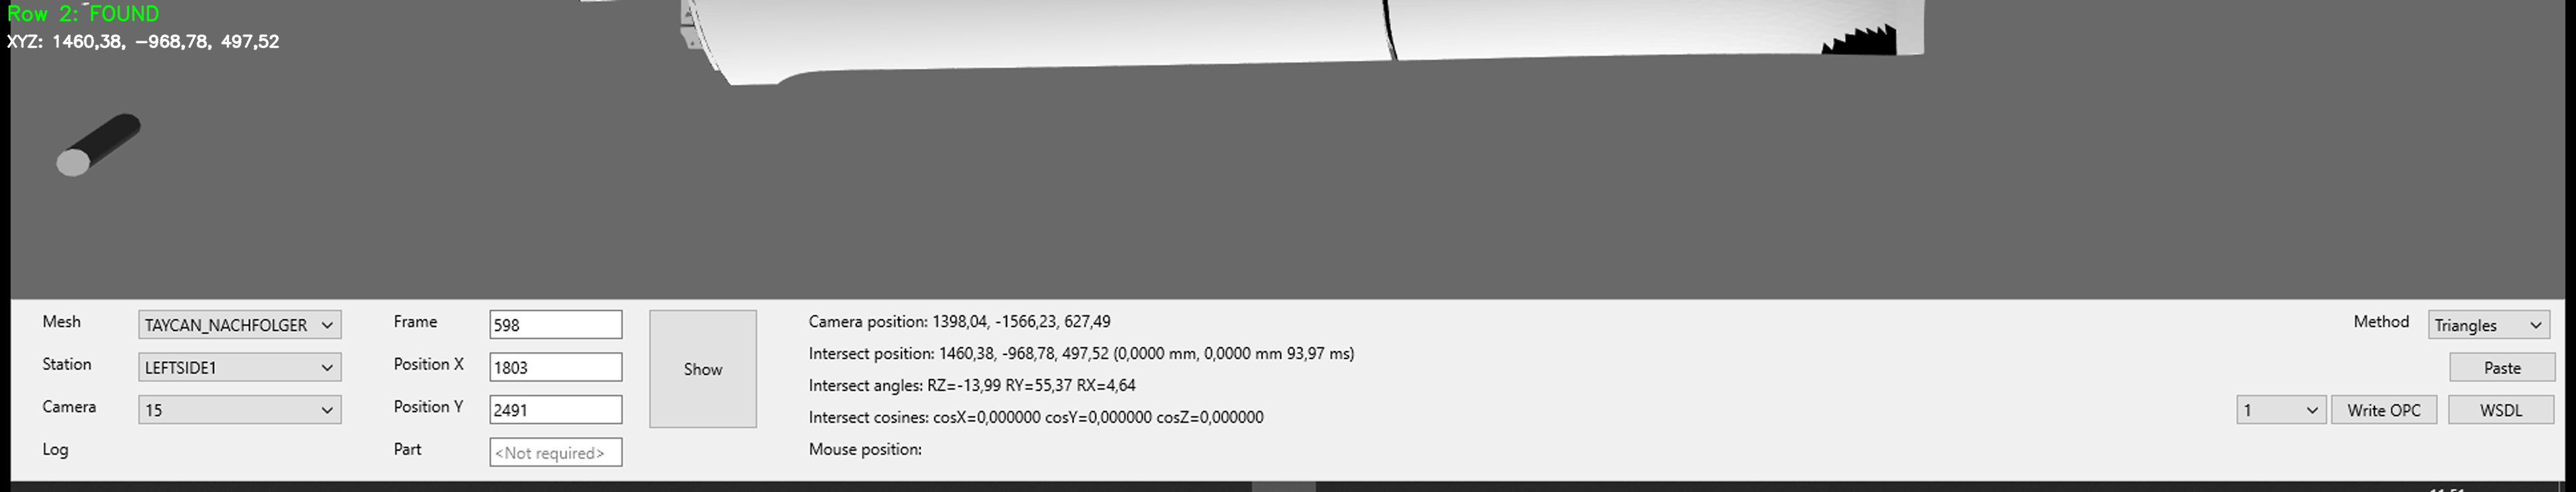 Row 2: FOUND
XYZ: 1460,38, -968,78, 497,52
Mesh TAYCAN_NACHFOLGER Frame 598 Show Camera position: 1398,04, -1566,23, 627,49 Method Triangles
Intersect position: 1460,38, -968,78, 497,52 (0,0000 mm, 0,0000 mm 93,97 ms)
Station LEFTSIDE1 Position X 1803 Paste
Intersect angles: RZ=-13,99 RY=55,37 RX=4,64
Camera 15 Position Y 2491 Intersect cosines: cosX=0,000000 cosY=0,000000 cosZ=0,000000 1 Write OPC WSDL
Log Part <Not required> Mouse position: